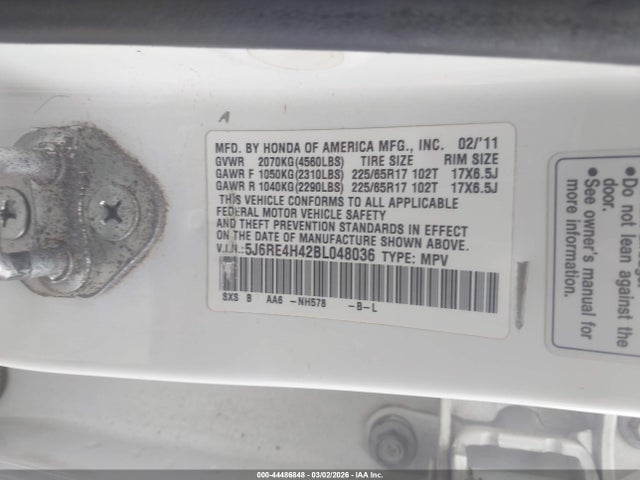 A
MFD. BY HONDA OF AMERICA MFG., INC. 02/'11
GVWR 2070KG(4560LBS) TIRE SIZE RIM SIZE
GAWR F 1050KG(2310LBS) 225/65R17 102T 17X6.5J
GAWR R 1040KG(2290LBS) 225/65R17 102T 17X6.5J
THIS VEHICLE CONFORMS TO ALL APPLICABLE
FEDERAL MOTOR VEHICLE SAFETY
AND THEFT PREVENTION STANDARDS IN EFFECT
ON THE DATE OF MANUFACTURE SHOWN ABOVE.
V.I.N.:5J6RE4H42BL048036 TYPE: MPV
SXS B AA6 -NH578 -B-L
• Do not lean against the
door.
• See owner's manual for
more information.
000-44486848 | 03/02/2026 | IAA Inc.